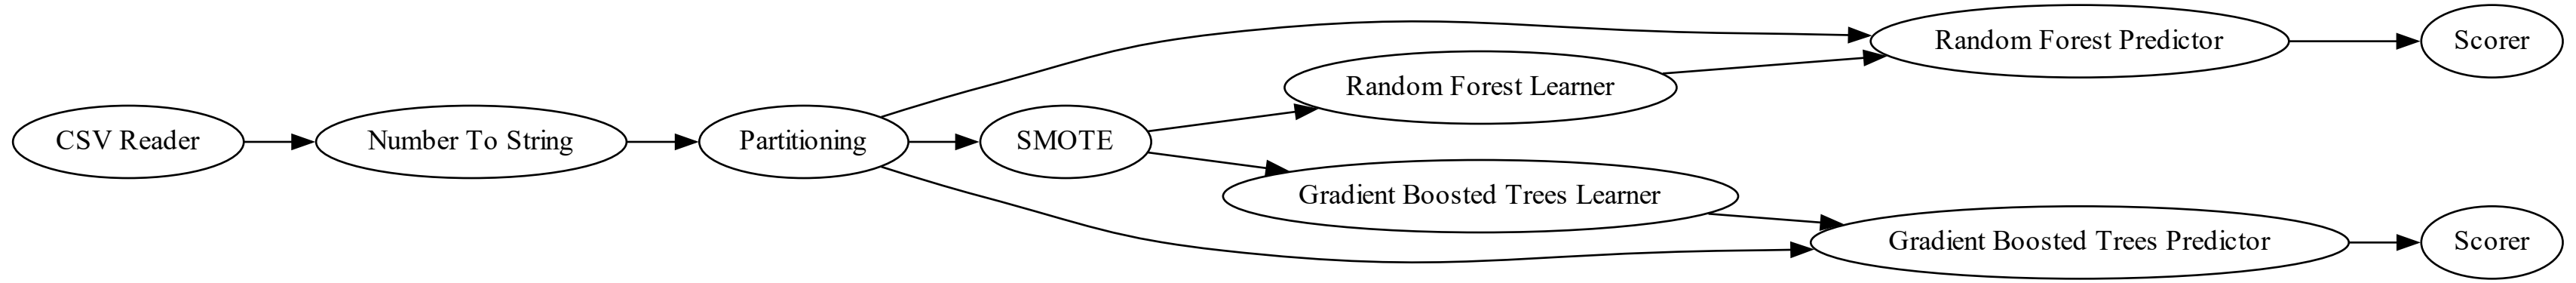 CSV Reader
Number To String
Partitioning
SMOTE
Random Forest Learner
Gradient Boosted Trees Learner
Random Forest Predictor
Gradient Boosted Trees Predictor
Scorer
Scorer